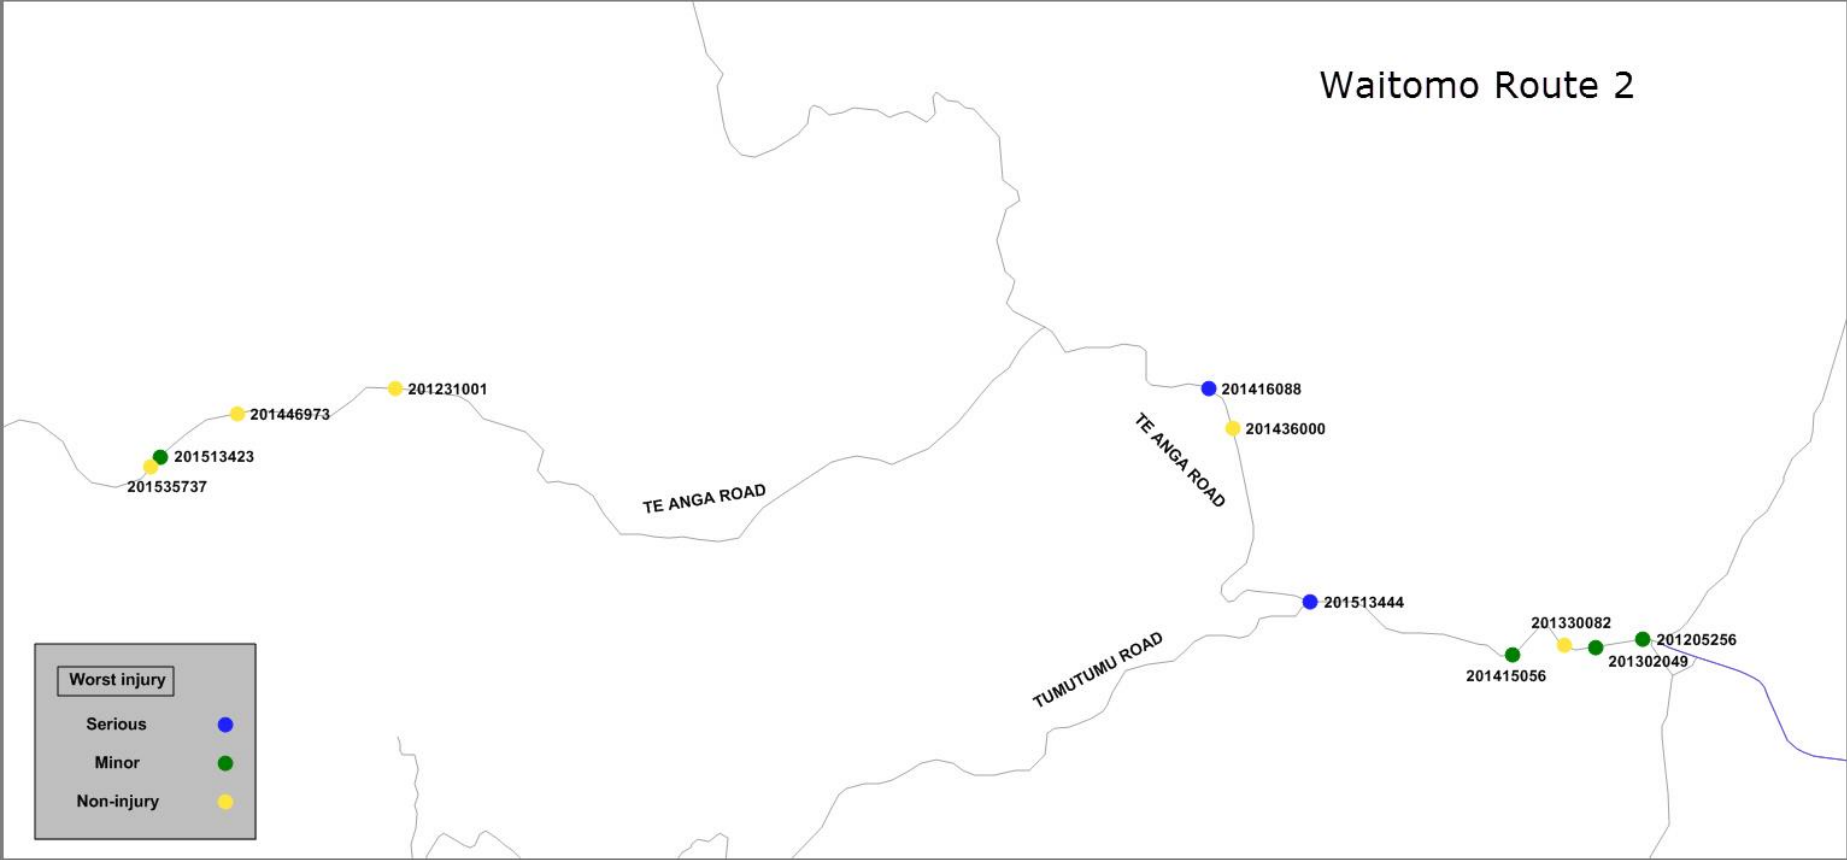 Waitomo Route 2
201231001
201416088
201446973
201436000
201513423
201535737
TE ANGA ROAD
TE ANGA ROAD
201513444
201330082
201205256
201302049
201415056
TUMUTUMU ROAD
Worst injury
Serious
Minor
Non-injury